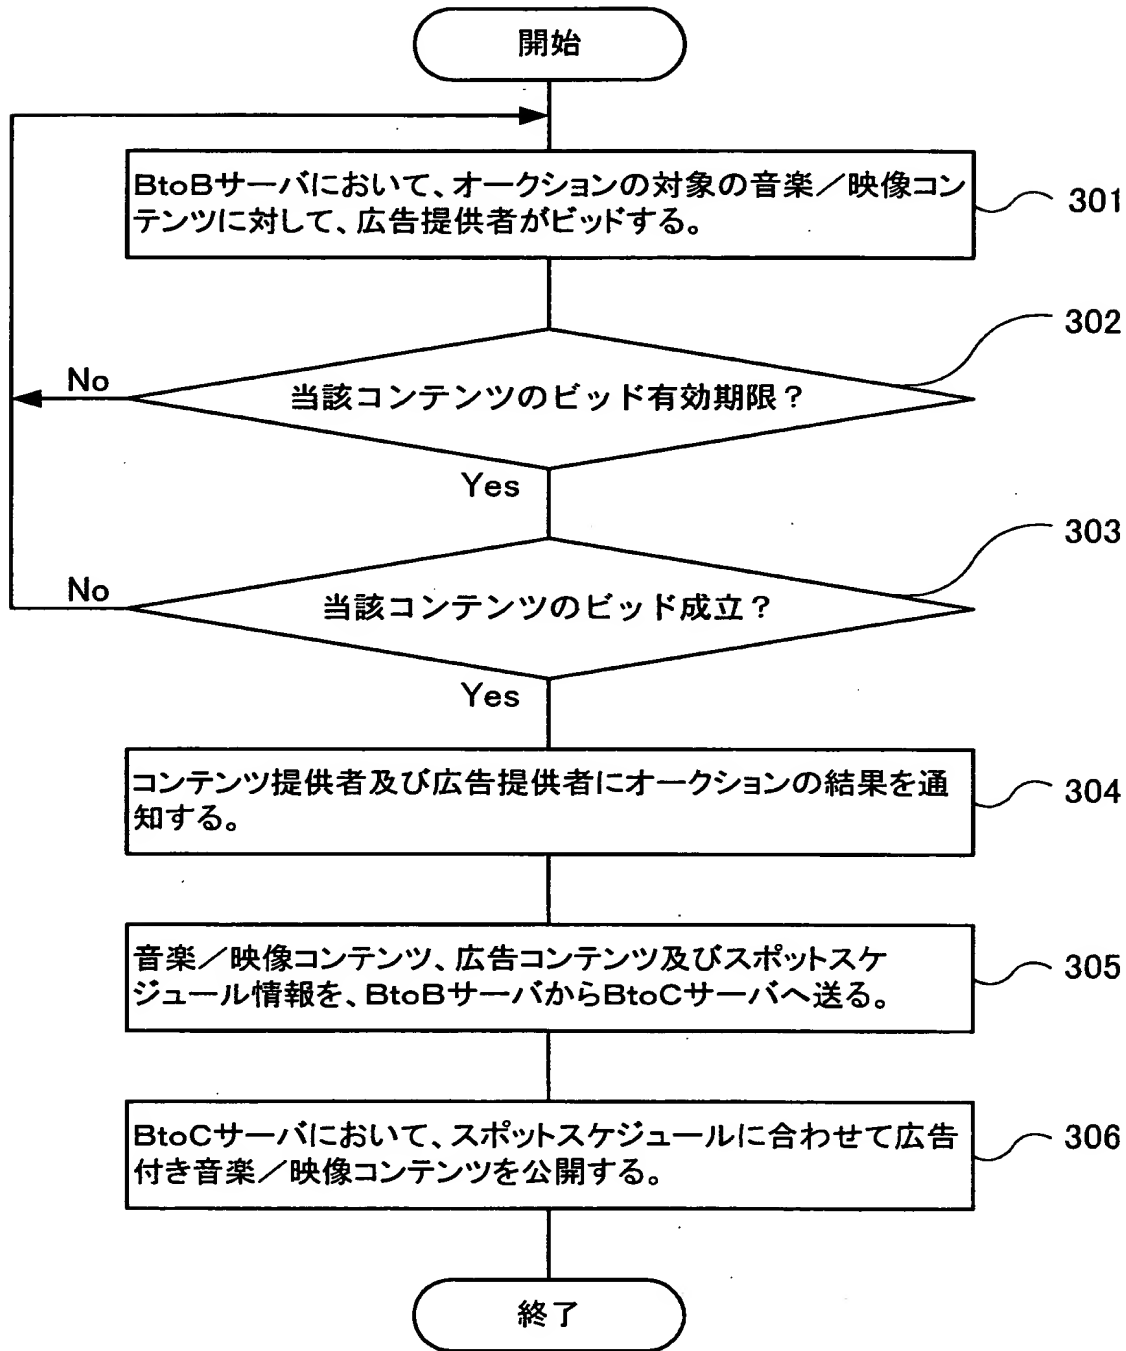 開始
BtoBサーバにおいて、オークションの対象の音楽／映像コン
テンツに対して、広告提供者がビッドする。
301
302
No
当該コンテンツのビッド有効期限？
Yes
303
No
当該コンテンツのビッド成立？
Yes
コンテンツ提供者及び広告提供者にオークションの結果を通
知する。
304
音楽／映像コンテンツ、広告コンテンツ及びスポットスケ
ジュール情報を、BtoBサーバからBtoCサーバへ送る。
305
BtoCサーバにおいて、スポットスケジュールに合わせて広告
付き音楽／映像コンテンツを公開する。
306
終了